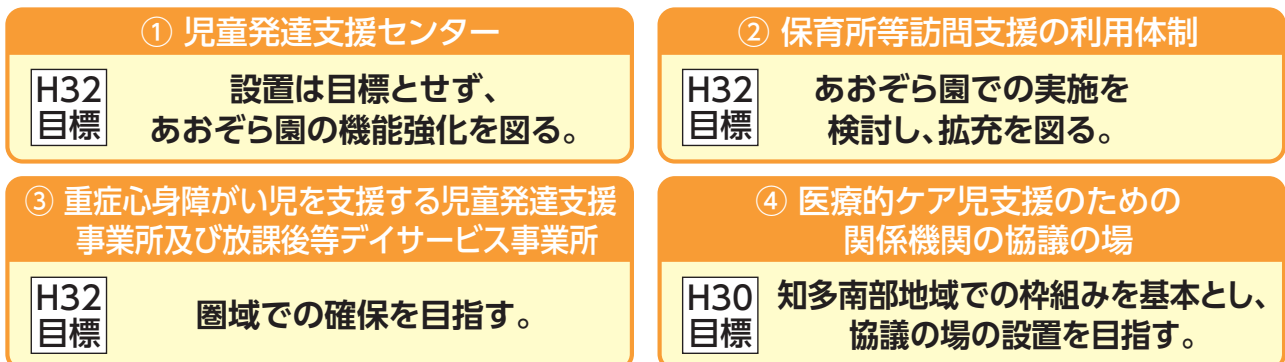 ① 児童発達支援センター
H32
目標
設置は目標とせず、
あおぞら園の機能強化を図る。
② 保育所等訪問支援の利用体制
H32
目標
あおぞら園での実施を
検討し、拡充を図る。
③ 重症心身障がい児を支援する児童発達支援
事業所及び放課後等デイサービス事業所
H32
目標
圏域での確保を目指す。
④ 医療的ケア児支援のための
関係機関の協議の場
H30
目標
知多南部地域での枠組みを基本とし、
協議の場の設置を目指す。